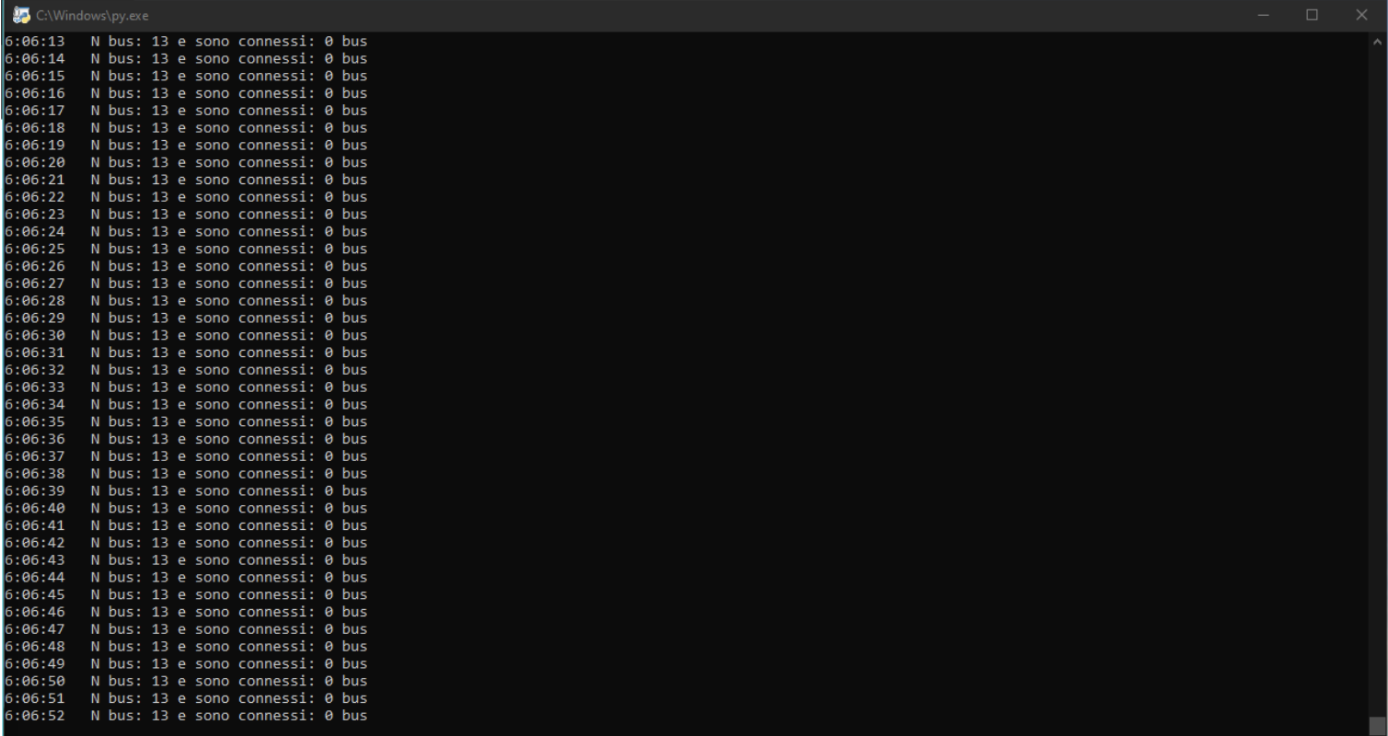 C:\Windows\py.exe
6:06:13 N bus: 13 e sono connessi: 0 bus
6:06:14 N bus: 13 e sono connessi: 0 bus
6:06:15 N bus: 13 e sono connessi: 0 bus
6:06:16 N bus: 13 e sono connessi: 0 bus
6:06:17 N bus: 13 e sono connessi: 0 bus
6:06:18 N bus: 13 e sono connessi: 0 bus
6:06:19 N bus: 13 e sono connessi: 0 bus
6:06:20 N bus: 13 e sono connessi: 0 bus
6:06:21 N bus: 13 e sono connessi: 0 bus
6:06:22 N bus: 13 e sono connessi: 0 bus
6:06:23 N bus: 13 e sono connessi: 0 bus
6:06:24 N bus: 13 e sono connessi: 0 bus
6:06:25 N bus: 13 e sono connessi: 0 bus
6:06:26 N bus: 13 e sono connessi: 0 bus
6:06:27 N bus: 13 e sono connessi: 0 bus
6:06:28 N bus: 13 e sono connessi: 0 bus
6:06:29 N bus: 13 e sono connessi: 0 bus
6:06:30 N bus: 13 e sono connessi: 0 bus
6:06:31 N bus: 13 e sono connessi: 0 bus
6:06:32 N bus: 13 e sono connessi: 0 bus
6:06:33 N bus: 13 e sono connessi: 0 bus
6:06:34 N bus: 13 e sono connessi: 0 bus
6:06:35 N bus: 13 e sono connessi: 0 bus
6:06:36 N bus: 13 e sono connessi: 0 bus
6:06:37 N bus: 13 e sono connessi: 0 bus
6:06:38 N bus: 13 e sono connessi: 0 bus
6:06:39 N bus: 13 e sono connessi: 0 bus
6:06:40 N bus: 13 e sono connessi: 0 bus
6:06:41 N bus: 13 e sono connessi: 0 bus
6:06:42 N bus: 13 e sono connessi: 0 bus
6:06:43 N bus: 13 e sono connessi: 0 bus
6:06:44 N bus: 13 e sono connessi: 0 bus
6:06:45 N bus: 13 e sono connessi: 0 bus
6:06:46 N bus: 13 e sono connessi: 0 bus
6:06:47 N bus: 13 e sono connessi: 0 bus
6:06:48 N bus: 13 e sono connessi: 0 bus
6:06:49 N bus: 13 e sono connessi: 0 bus
6:06:50 N bus: 13 e sono connessi: 0 bus
6:06:51 N bus: 13 e sono connessi: 0 bus
6:06:52 N bus: 13 e sono connessi: 0 bus